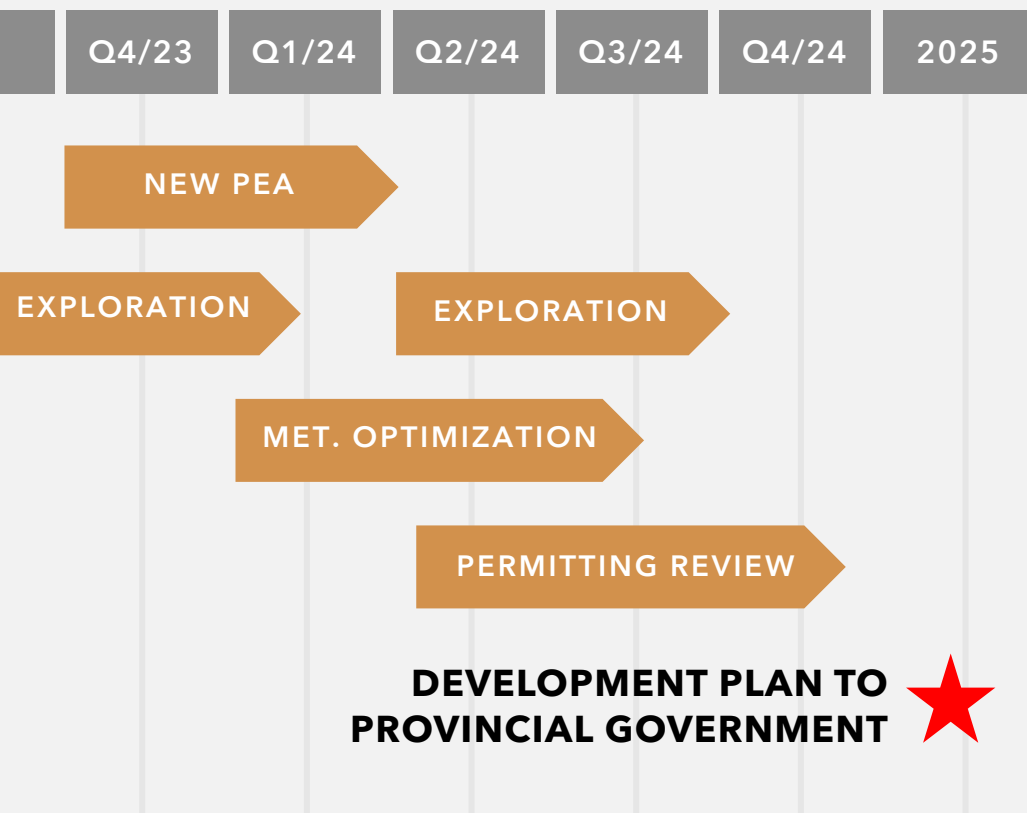 Q4/23 Q1/24 Q2/24 Q3/24 Q4/24 2025
NEW PEA
EXPLORATION EXPLORATION
MET. OPTIMIZATION
PERMITTING REVIEW
DEVELOPMENT PLAN TO
PROVINCIAL GOVERNMENT